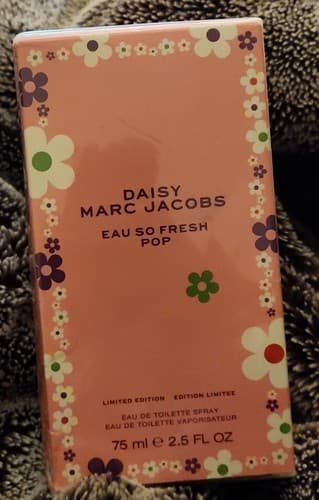 DAISY
MARC JACOBS
EAU SO FRESH
POP
LIMITED EDITION EDITION LIMITEE
EAU DE TOILETTE SPRAY
EAU DE TOILETTE VAPORISATEUR
75 ml e 2.5 FL OZ